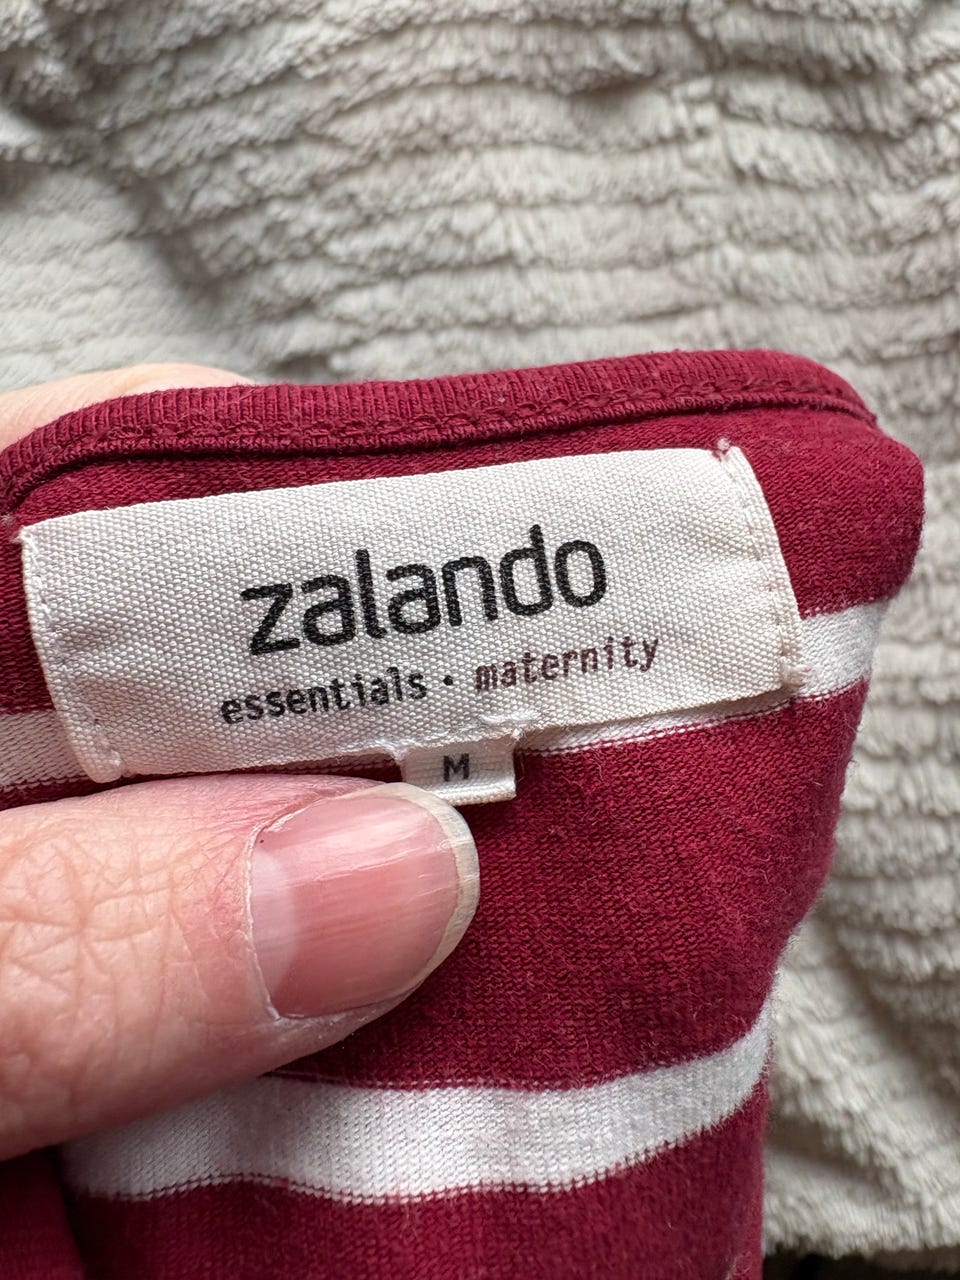 zalando
essentials · maternity
M